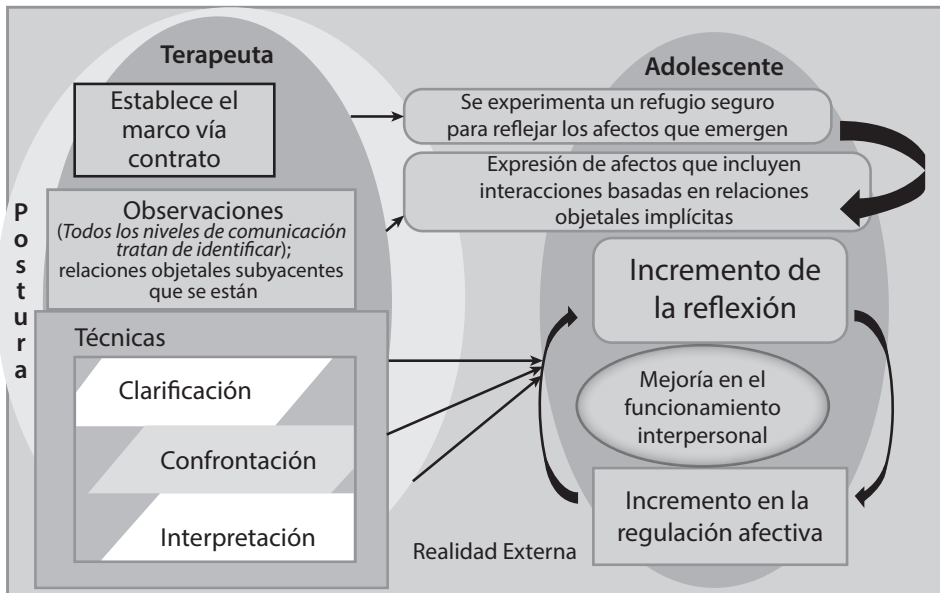 Terapeuta
Establece el
marco vía
contrato
Postura
Observaciones
(Todos los niveles de comunicación
tratan de identificar);
relaciones objetales subyacentes
que se están
Técnicas
Clarificación
Confrontación
Interpretación
Adolescente
Se experimenta un refugio seguro
para reflejar los afectos que emergen
Expresión de afectos que incluyen
interacciones basadas en relaciones
objetales implícitas
Incremento de
la reflexión
Mejoría en el
funcionamiento
interpersonal
Incremento en la
regulación afectiva
Realidad Externa